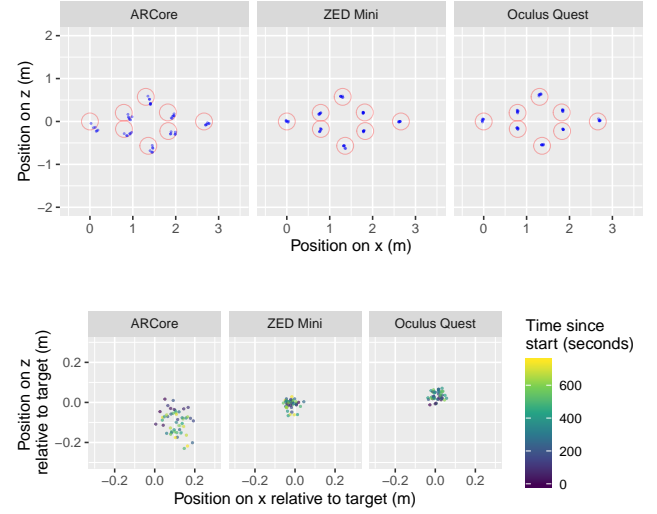 ARCore ZED Mini Oculus Quest
2
1
0
−1
−2
Position on z (m)
0 1 2 3 0 1 2 3 0 1 2 3
Position on x (m)
ARCore ZED Mini Oculus Quest
0.2
0.0
−0.2
Position on z
relative to target (m)
−0.2 0.0 0.2 −0.2 0.0 0.2 −0.2 0.0 0.2
Position on x relative to target (m)
Time since
start (seconds)
600
400
200
0